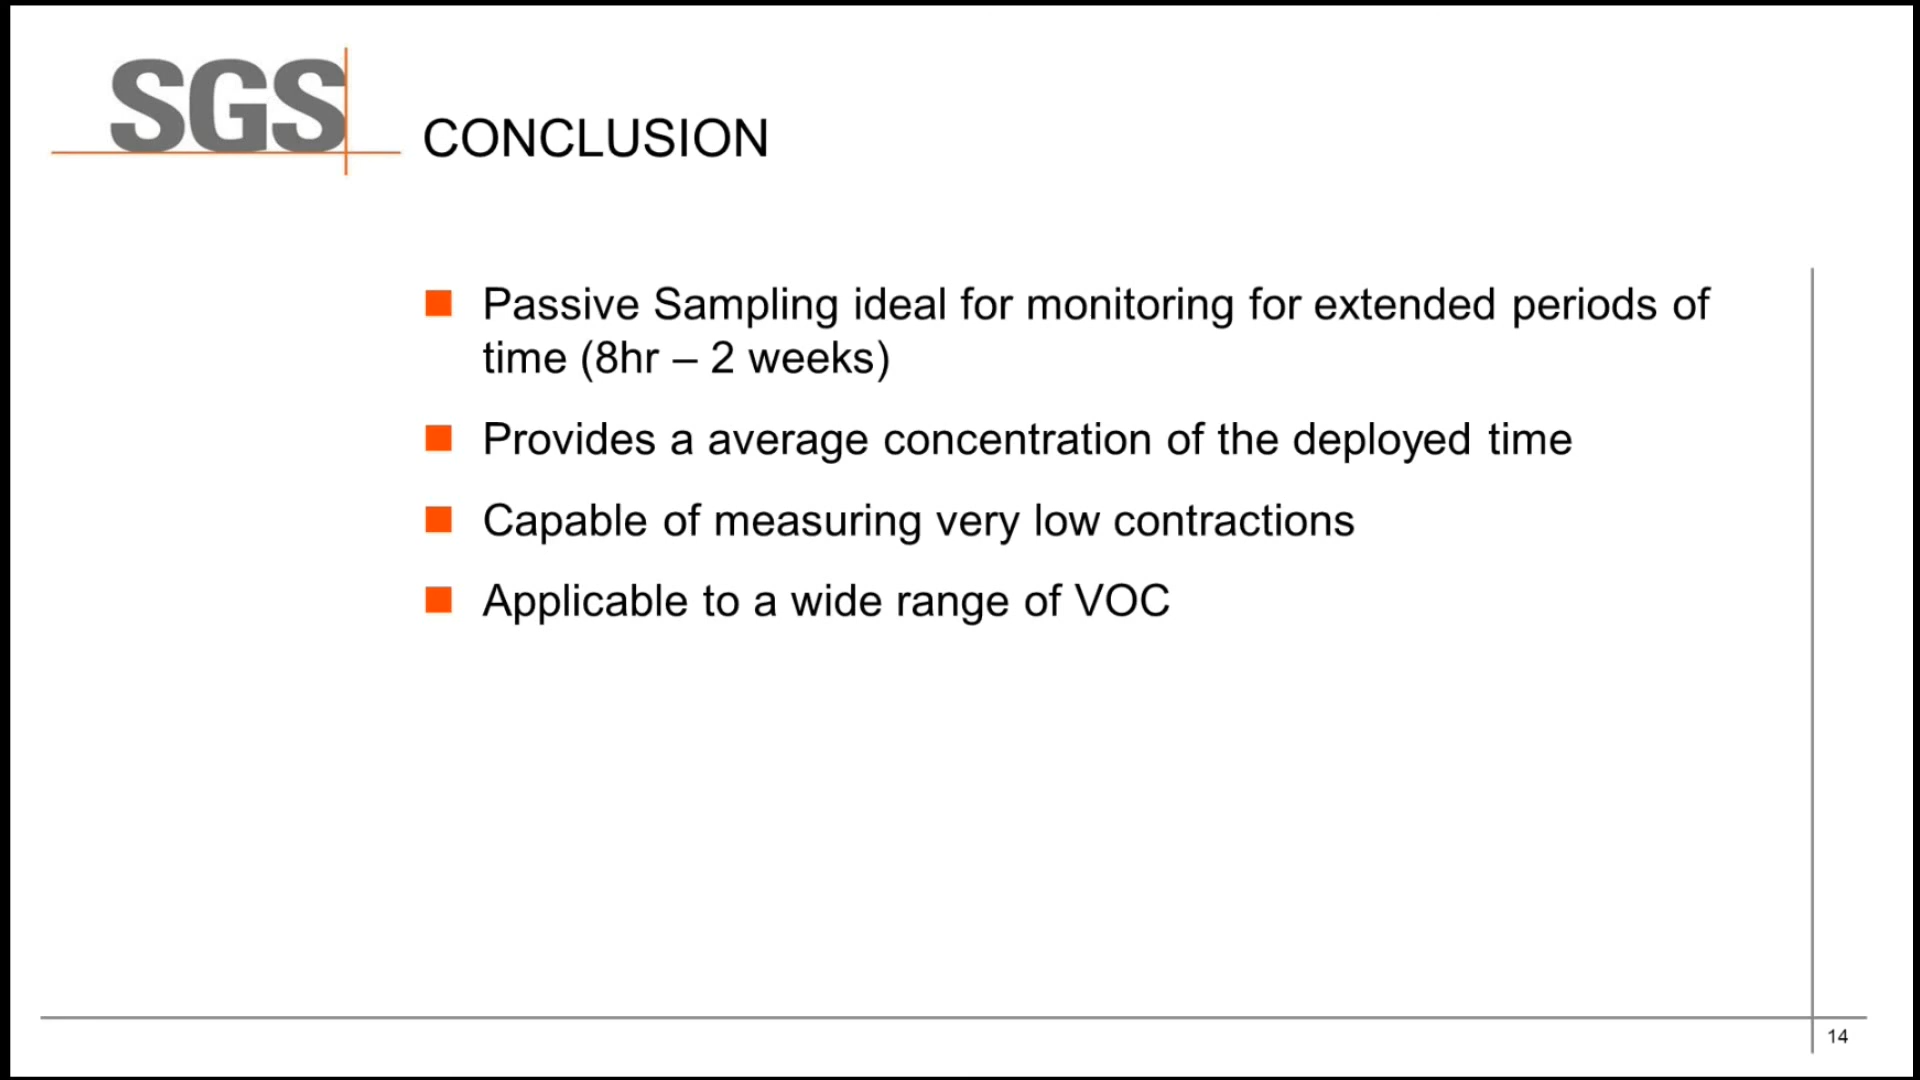 SGS
CONCLUSION
Passive Sampling ideal for monitoring for extended periods of
time (8hr – 2 weeks)
Provides a average concentration of the deployed time
Capable of measuring very low contractions
Applicable to a wide range of VOC
14